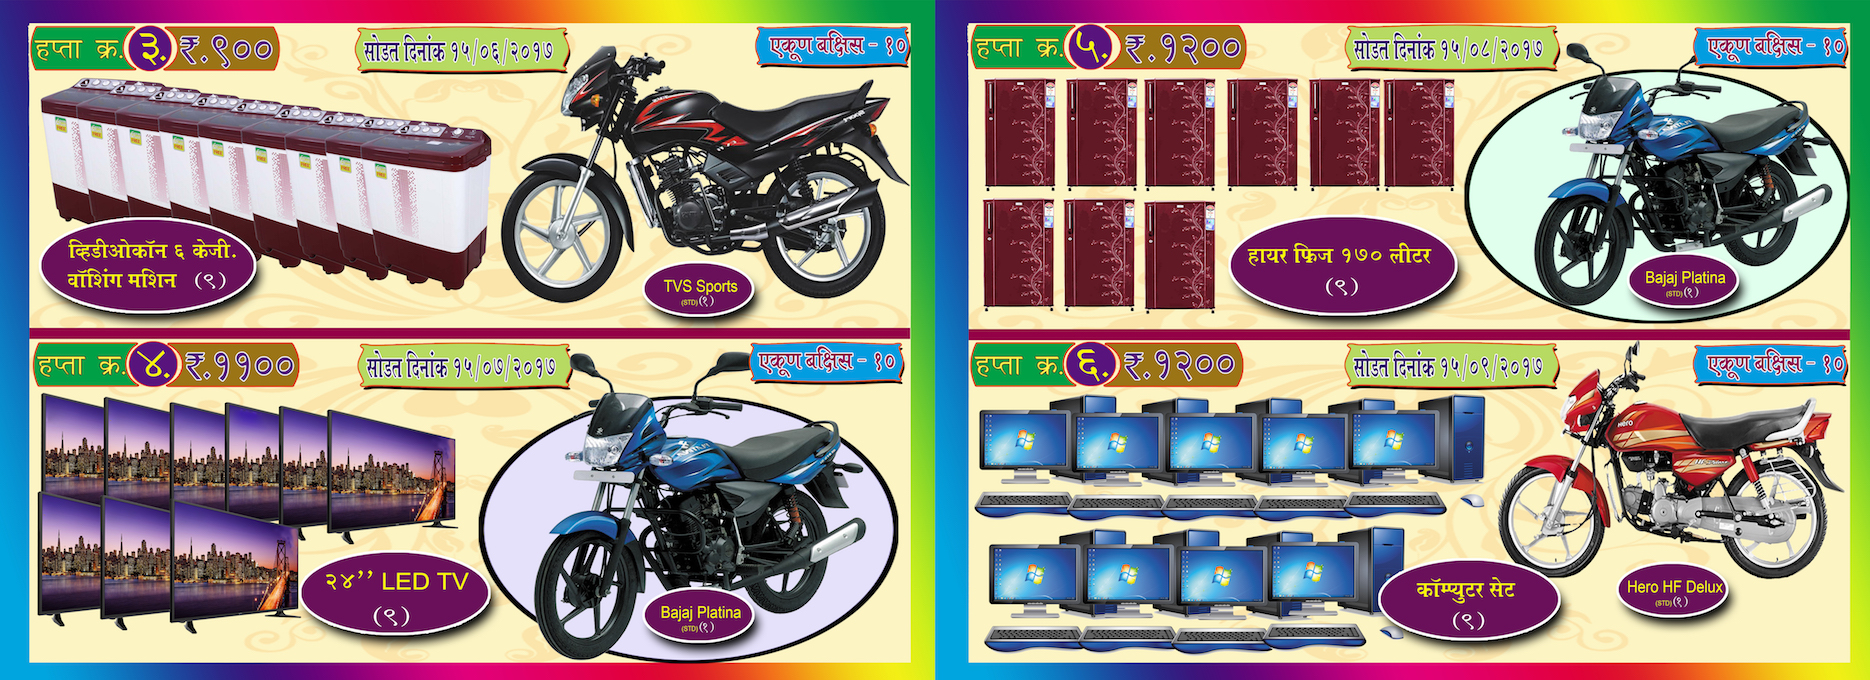 हप्ता क्र. ३. ₹.९००
सोडत दिनांक १५/०६/२०१७
एकूण बक्षिस - १०
व्हिडीओकॉन ६ केजी.
वॉशिंग मशिन (९)
TVS Sports
(STD) (१)
हप्ता क्र. ४. ₹.११००
सोडत दिनांक १५/०७/२०१७
एकूण बक्षिस - १०
२४’’ LED TV
(९)
Bajaj Platina
(STD) (१)
हप्ता क्र. ५. ₹.१२००
सोडत दिनांक १५/०८/२०१७
एकूण बक्षिस - १०
हायर फ्रिज १७० लीटर
(९)
Bajaj Platina
(STD) (१)
हप्ता क्र. ६. ₹.१२००
सोडत दिनांक १५/०९/२०१७
एकूण बक्षिस - १०
Hero
कॉम्प्युटर सेट
(९)
Hero HF Delux
(STD) (१)